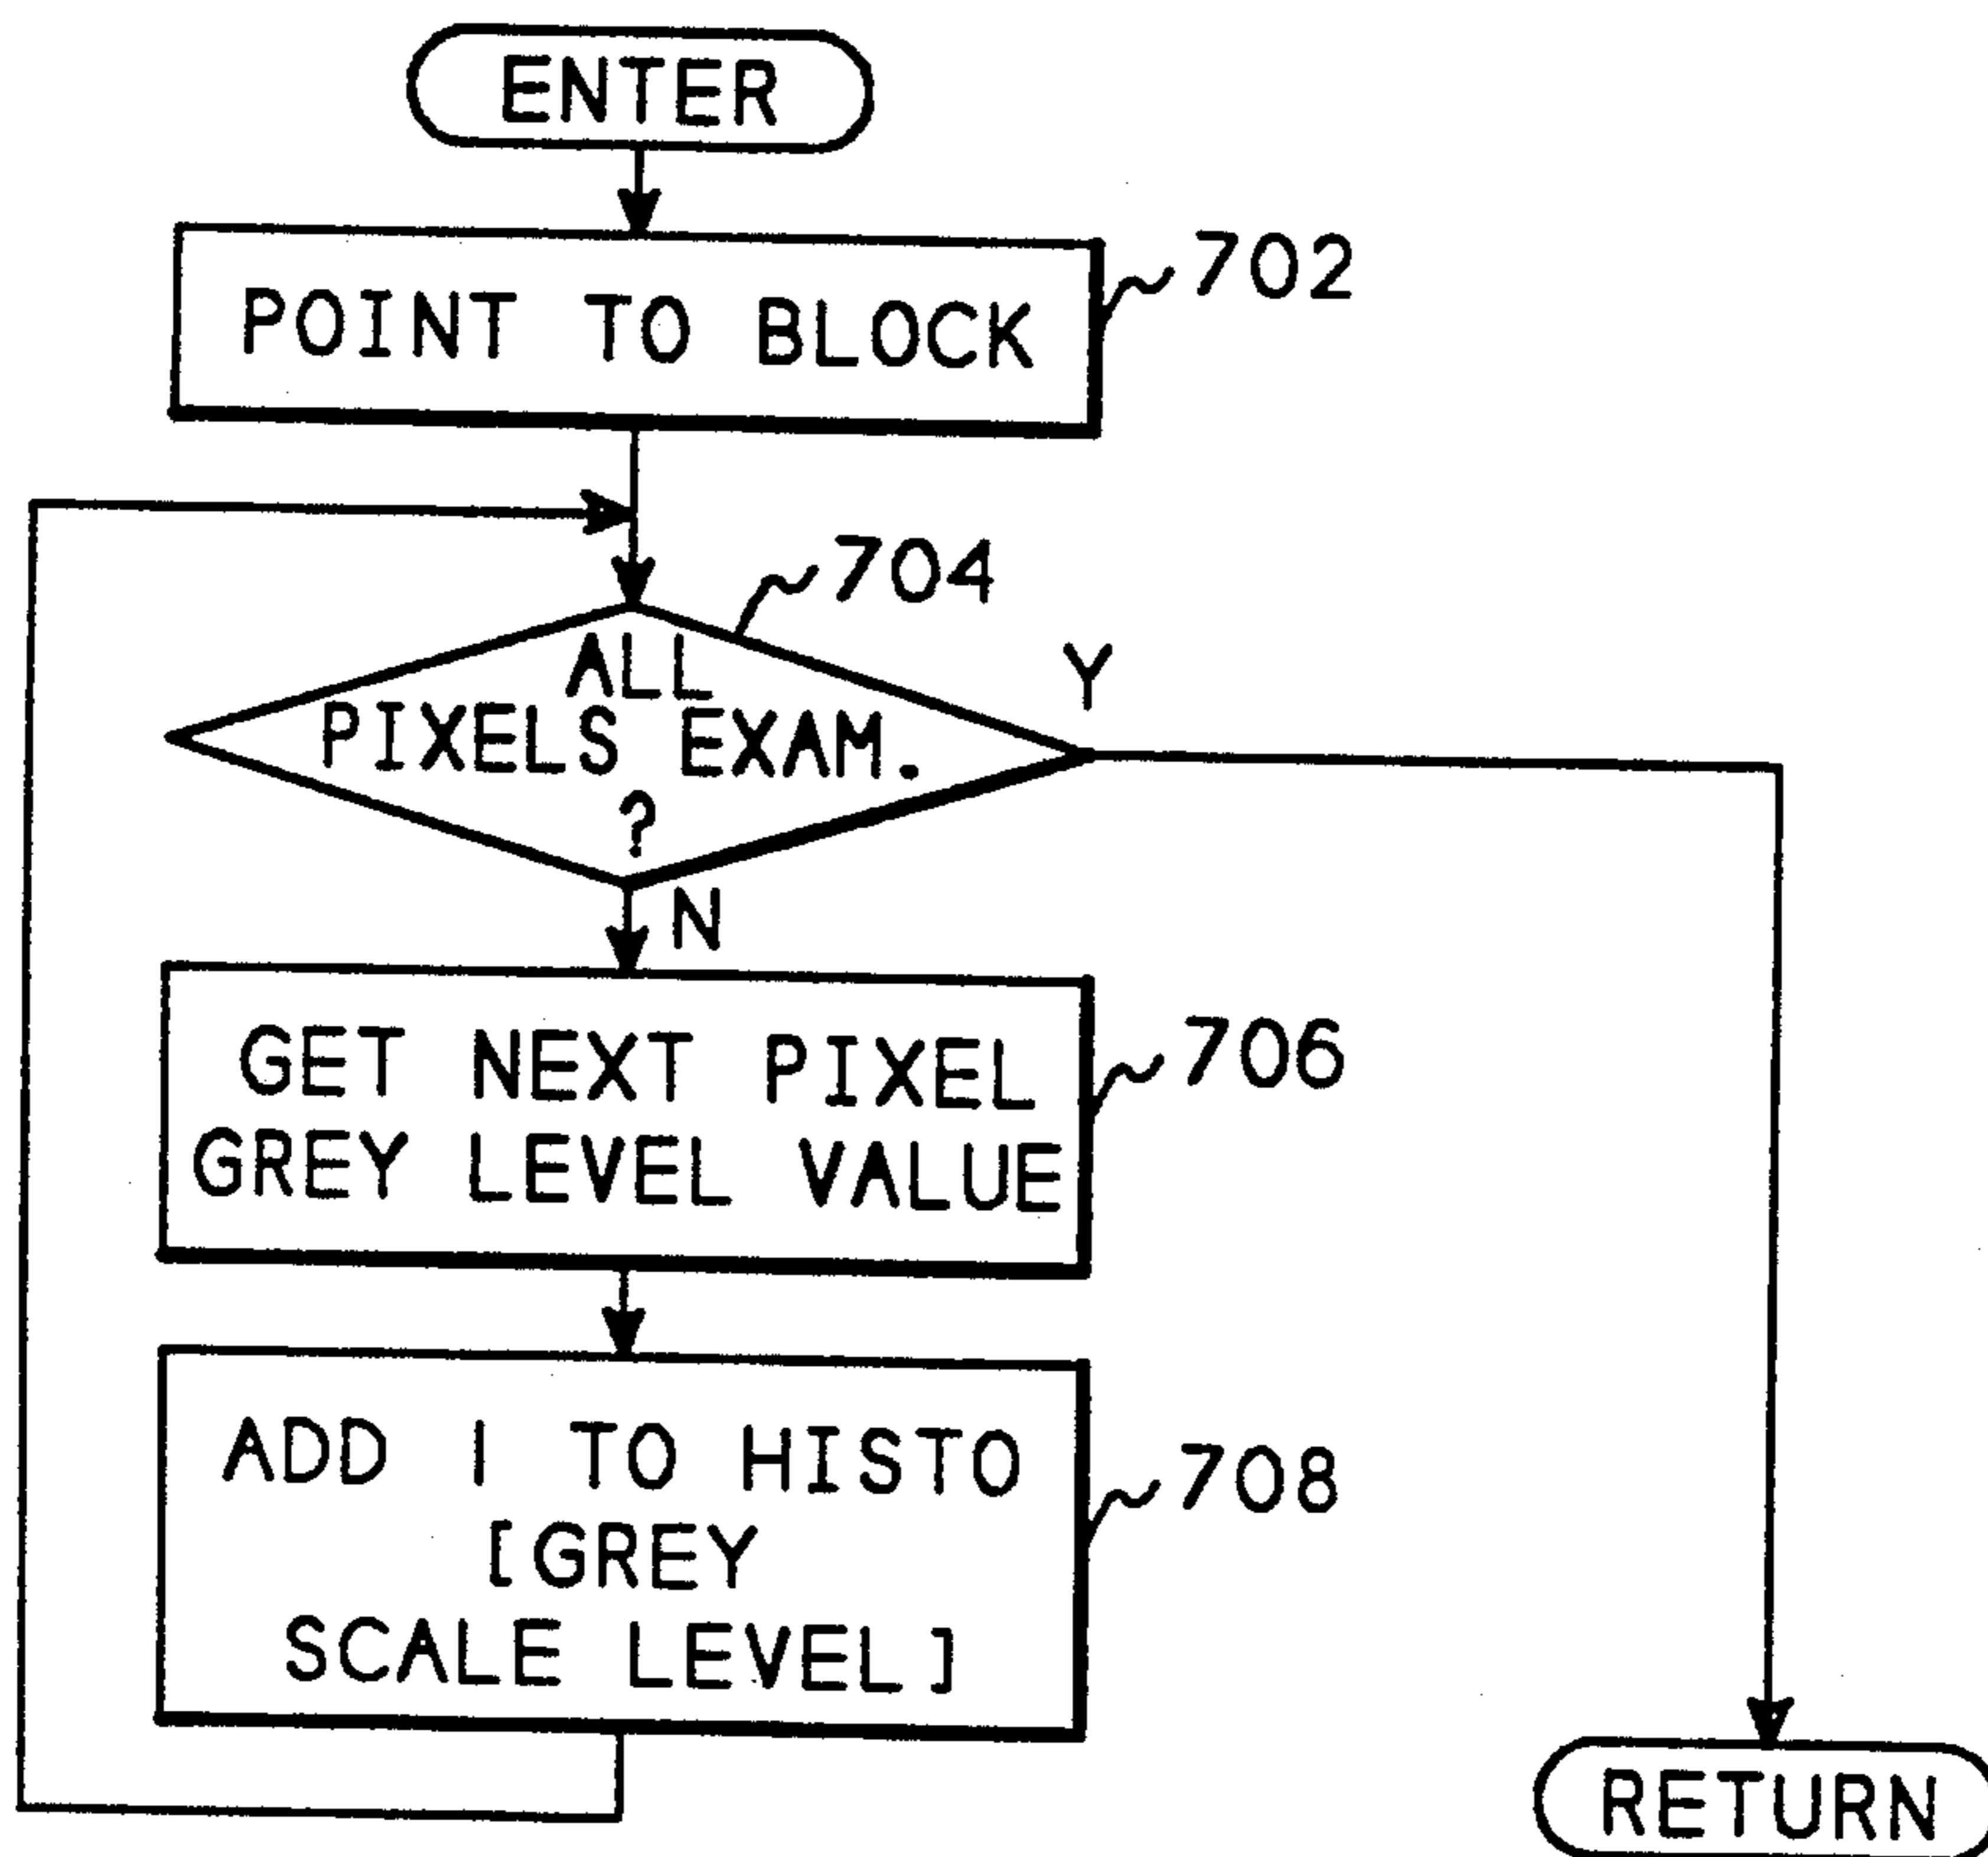 ENTER
POINT TO BLOCK
702
704
ALL
PIXELS EXAM.
?
Y
N
GET NEXT PIXEL
GREY LEVEL VALUE
706
ADD 1 TO HISTO
[GREY
SCALE LEVEL]
708
RETURN